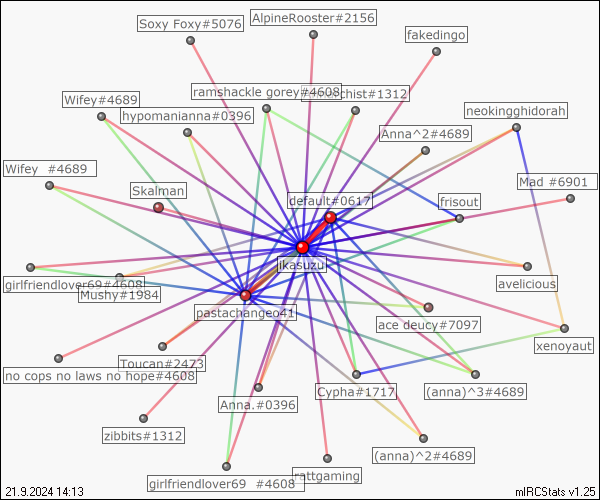 AlpineRooster#2156
Soxy Foxy#5076
fakedingo
ramshackle gorey#4608
chist#1312
Wifey#4689
hypomanianna#0396
neokingghidorah
Anna^2#4689
Wifey #4689
Skalman
Mad #6901
default#0617
frisout
ikasuzu
girlfriendlover69#4608
Mushy#1984
avelicious
pastachangeo41
ace deucy#7097
xenoyaut
Toucan#2473
no cops no laws no hope#4608
Anna.#0396
Cypha#1717
(anna)^3#4689
zibbits#1312
(anna)^2#4689
rattgaming
girlfriendlover69 #4608
21.9.2024 14:13
mIRCStats v1.25